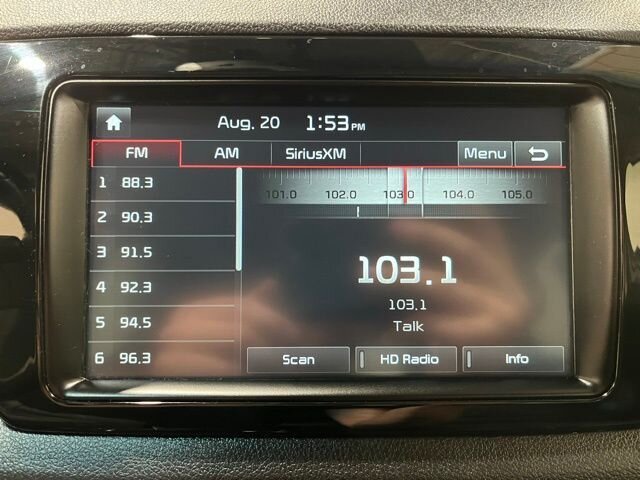 Aug. 20 1:53 PM
FM AM SiriusXM Menu
1 88.3
2 90.3
3 91.5
4 92.3
5 94.5
6 96.3
101.0 102.0 103.0 104.0 105.0
103.1
103.1
Talk
Scan HD Radio Info